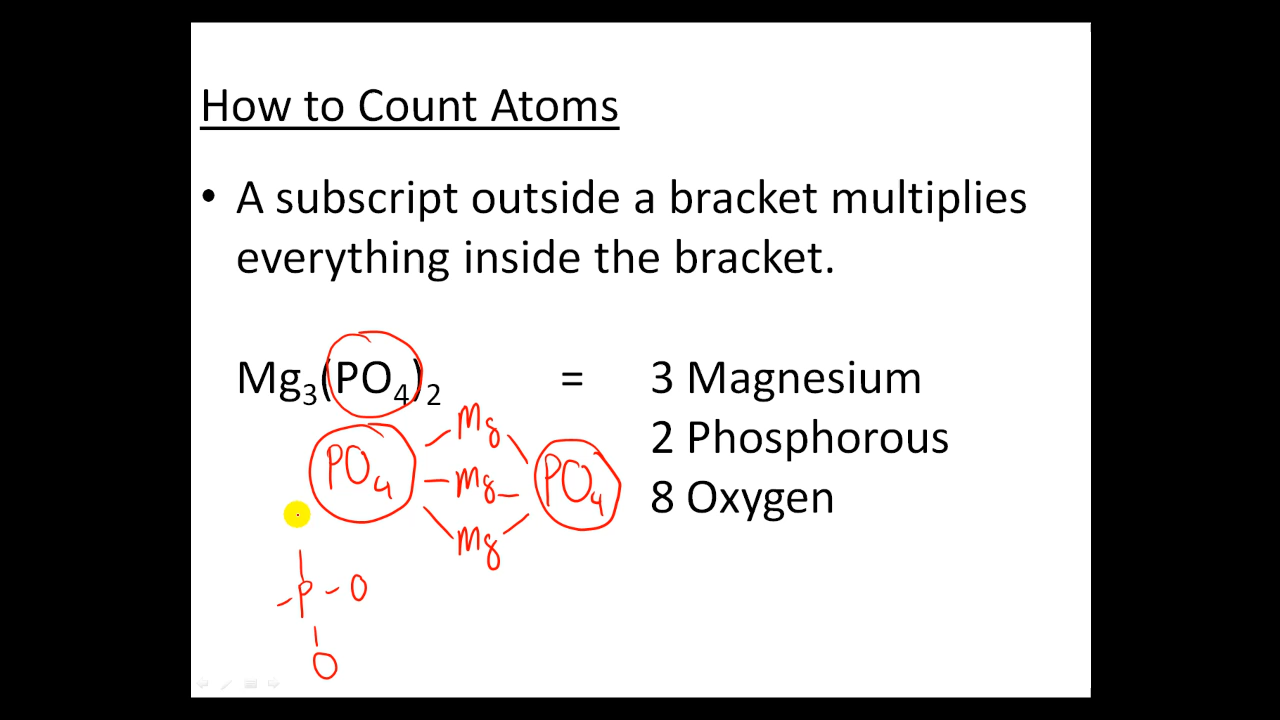 How to Count Atoms
• A subscript outside a bracket multiplies
everything inside the bracket.
Mg₃(PO₄)₂ = 3 Magnesium
2 Phosphorous
8 Oxygen
Mg
PO₄ — Mg — PO₄
Mg
- P - O
O